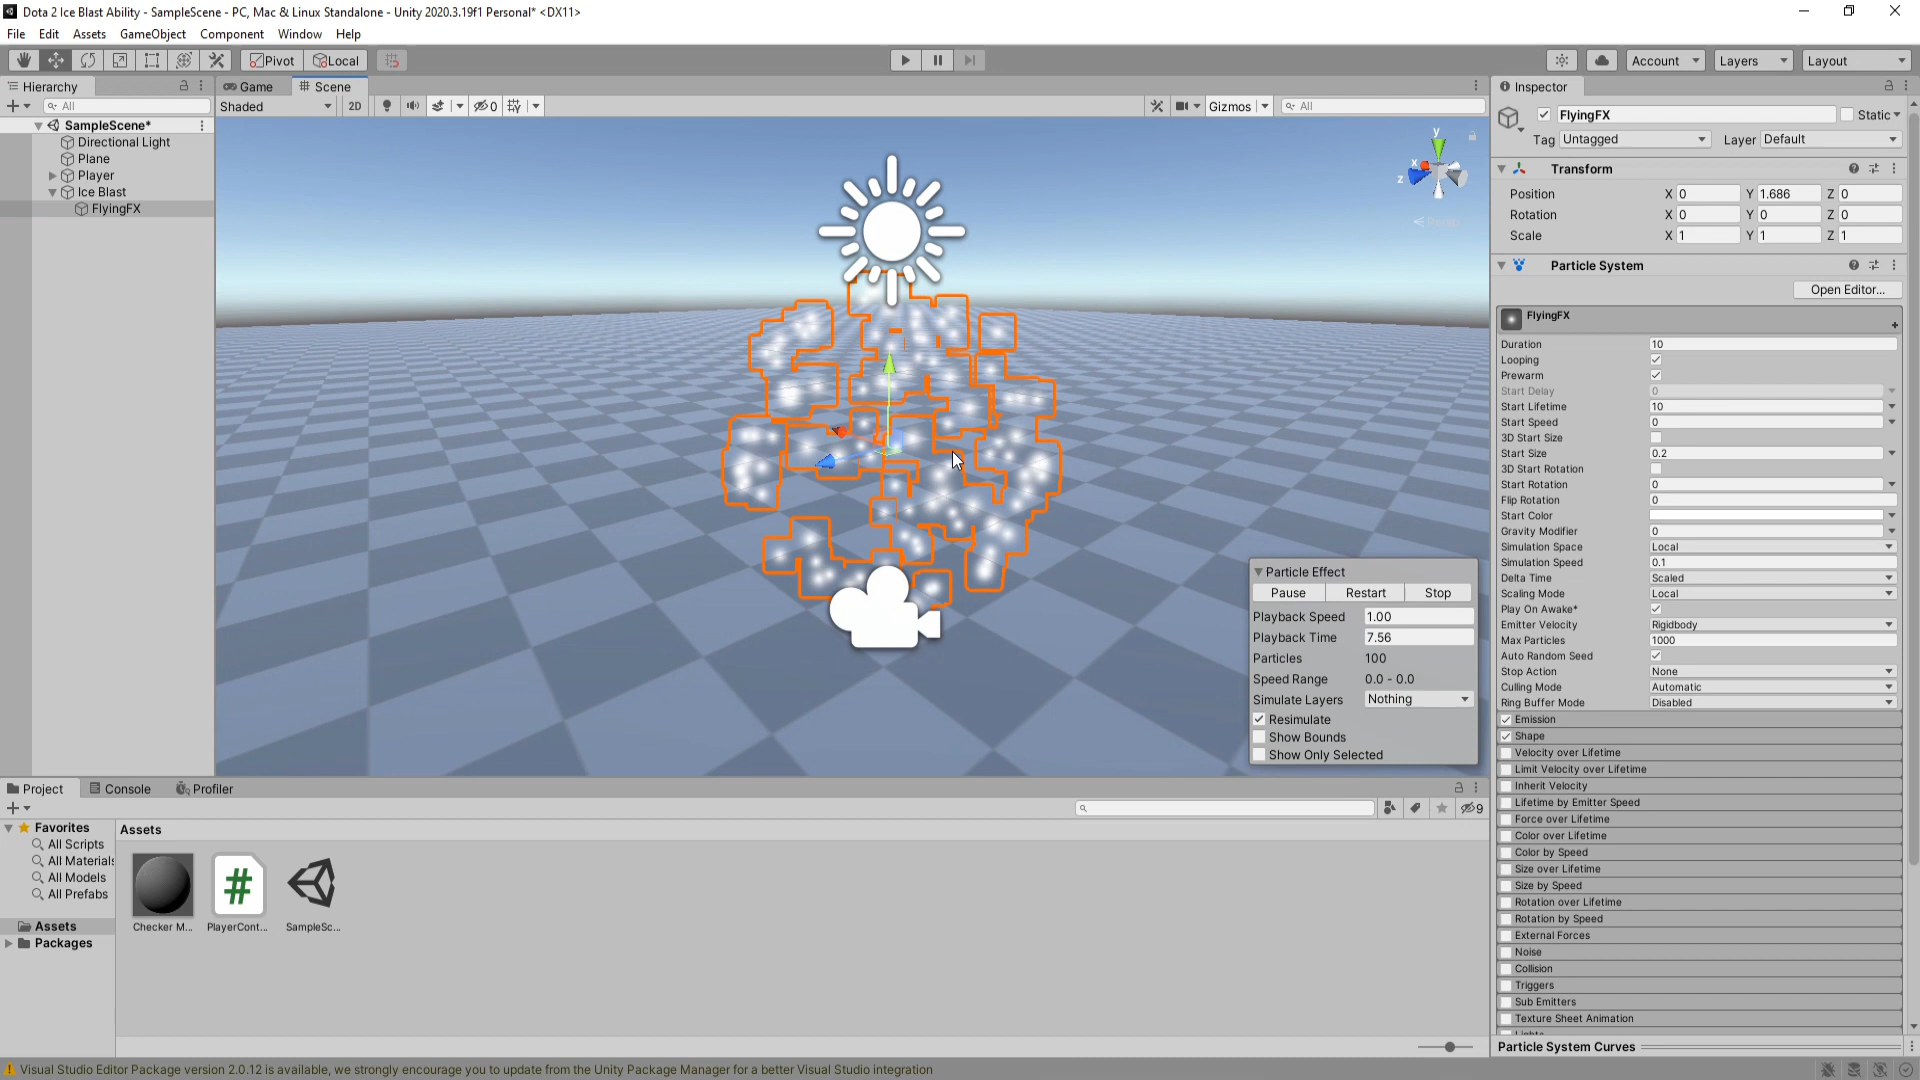 Dota 2 Ice Blast Ability - SampleScene - PC, Mac & Linux Standalone - Unity 2020.3.19f1 Personal* <DX11>
File Edit Assets GameObject Component Window Help
Pivot Local Account Layers Layout
Hierarchy
All
SampleScene*
Directional Light
Plane
Player
Ice Blast
FlyingFX
Game Scene
Shaded 2D 0 Gizmos All
y
x
z
Particle Effect
Pause Restart Stop
Playback Speed 1.00
Playback Time 7.56
Particles 100
Speed Range 0.0 - 0.0
Simulate Layers Nothing
Resimulate
Show Bounds
Show Only Selected
Inspector
FlyingFX Static
Tag Untagged Layer Default
Transform
Position X 0 Y 1.686 Z 0
Rotation X 0 Y 0 Z 0
Scale X 1 Y 1 Z 1
Particle System
Open Editor...
FlyingFX
Duration 10
Looping
Prewarm
Start Delay 0
Start Lifetime 10
Start Speed 0
3D Start Size
Start Size 0.2
3D Start Rotation
Start Rotation 0
Flip Rotation 0
Start Color
Gravity Modifier 0
Simulation Space Local
Simulation Speed 0.1
Delta Time Scaled
Scaling Mode Local
Play On Awake*
Emitter Velocity Rigidbody
Max Particles 1000
Auto Random Seed
Stop Action None
Culling Mode Automatic
Ring Buffer Mode Disabled
Emission
Shape
Velocity over Lifetime
Limit Velocity over Lifetime
Inherit Velocity
Lifetime by Emitter Speed
Force over Lifetime
Color over Lifetime
Color by Speed
Size over Lifetime
Size by Speed
Rotation over Lifetime
Rotation by Speed
External Forces
Noise
Collision
Triggers
Sub Emitters
Texture Sheet Animation
Particle System Curves
Project Console Profiler
9
Favorites
All Scripts
All Materials
All Models
All Prefabs
Assets
Packages
Assets
Checker M... PlayerCont... SampleSc...
Visual Studio Editor Package version 2.0.12 is available, we strongly encourage you to update from the Unity Package Manager for a better Visual Studio integration